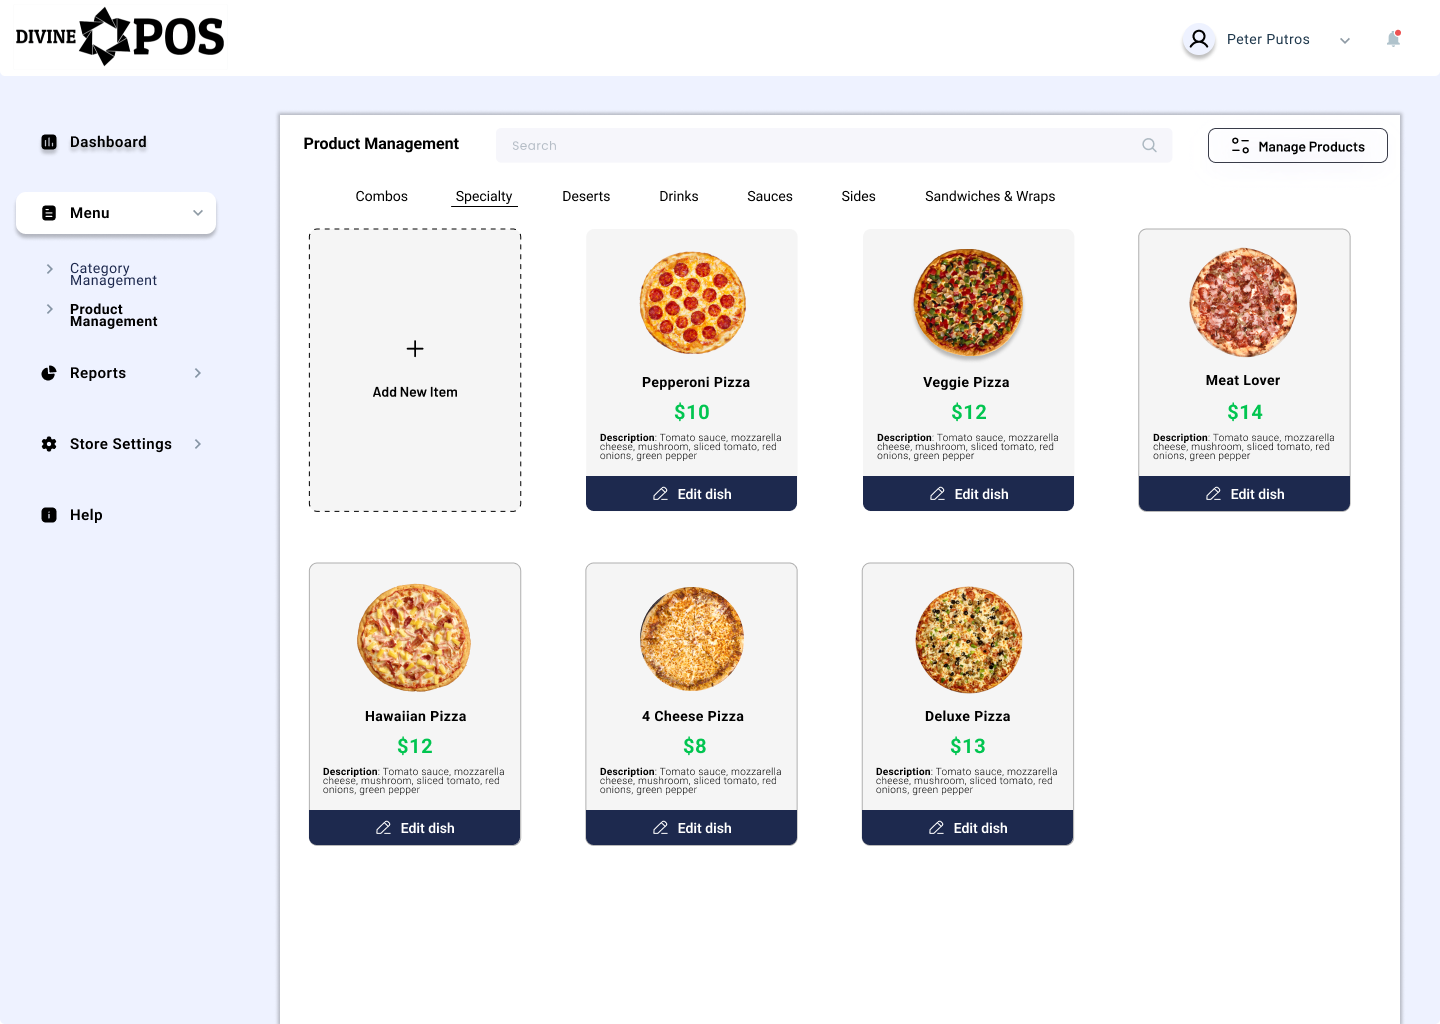 DIVINE POS
Peter Putros
Dashboard
Menu
Category
Management
Product
Management
Reports
Store Settings
Help
Product Management
Search
Manage Products
Combos
Specialty
Deserts
Drinks
Sauces
Sides
Sandwiches & Wraps
Add New Item
Pepperoni Pizza
$10
Description: Tomato sauce, mozzarella
cheese, mushroom, sliced tomato, red
onions, green pepper
Edit dish
Veggie Pizza
$12
Description: Tomato sauce, mozzarella
cheese, mushroom, sliced tomato, red
onions, green pepper
Edit dish
Meat Lover
$14
Description: Tomato sauce, mozzarella
cheese, mushroom, sliced tomato, red
onions, green pepper
Edit dish
Hawaiian Pizza
$12
Description: Tomato sauce, mozzarella
cheese, mushroom, sliced tomato, red
onions, green pepper
Edit dish
4 Cheese Pizza
$8
Description: Tomato sauce, mozzarella
cheese, mushroom, sliced tomato, red
onions, green pepper
Edit dish
Deluxe Pizza
$13
Description: Tomato sauce, mozzarella
cheese, mushroom, sliced tomato, red
onions, green pepper
Edit dish